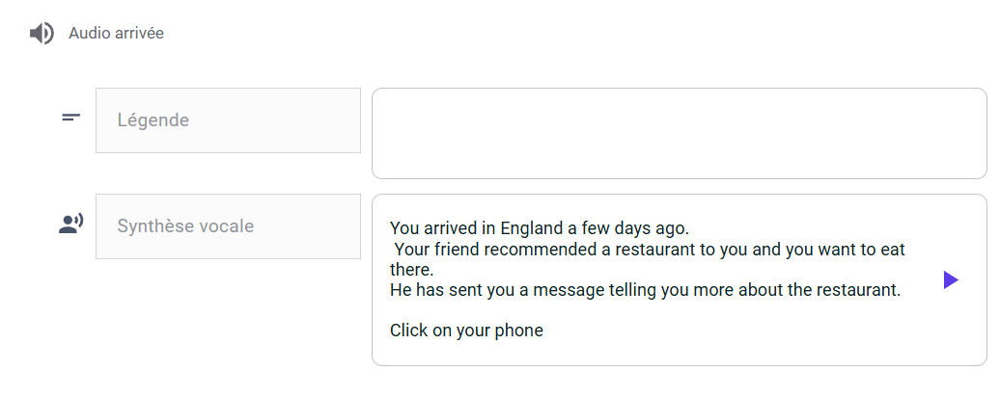 Audio arrivée
Légende
Synthèse vocale
You arrived in England a few days ago.
Your friend recommended a restaurant to you and you want to eat
there.
He has sent you a message telling you more about the restaurant.
Click on your phone